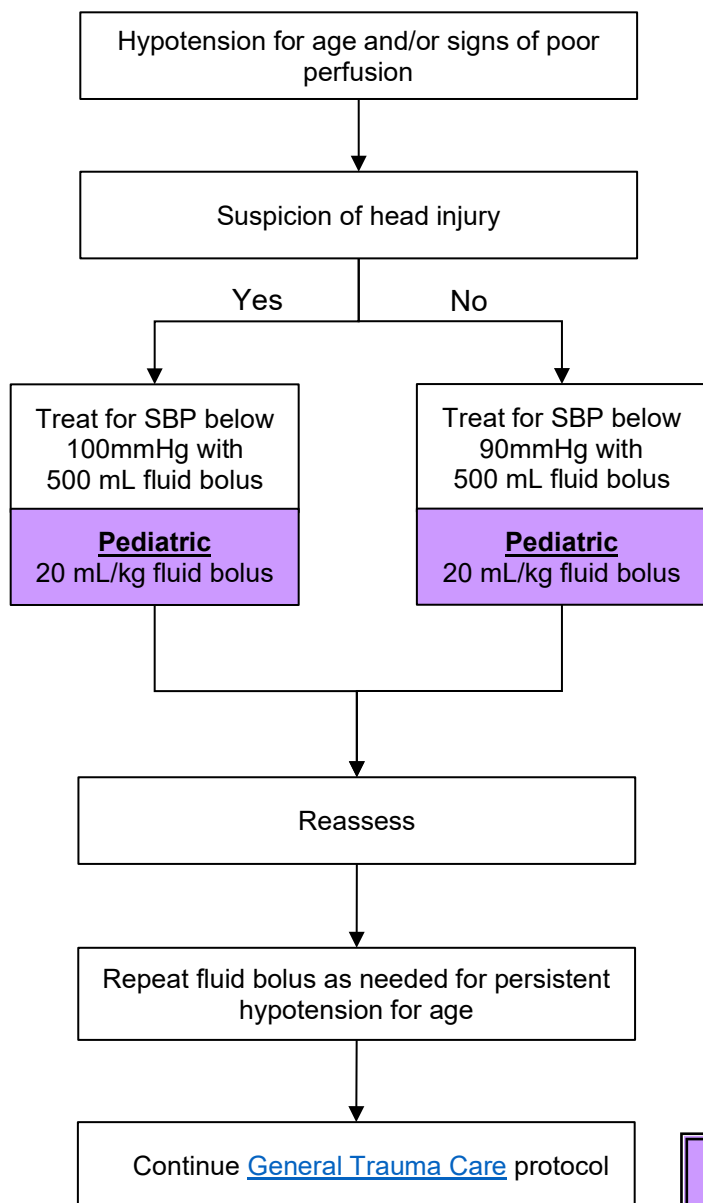 Hypotension for age and/or signs of poor
perfusion
Suspicion of head injury
Yes
No
Treat for SBP below
100mmHg with
500 mL fluid bolus
Pediatric
20 mL/kg fluid bolus
Treat for SBP below
90mmHg with
500 mL fluid bolus
Pediatric
20 mL/kg fluid bolus
Reassess
Repeat fluid bolus as needed for persistent
hypotension for age
Continue General Trauma Care protocol